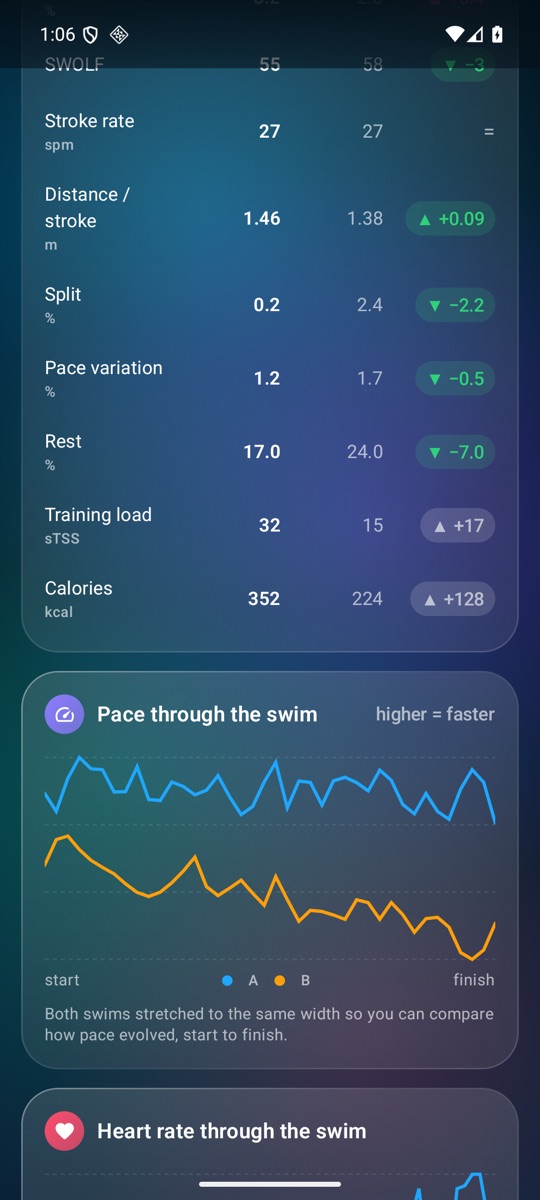 1:06
SWOLF 55 58 ▼ −3
Stroke rate 27 27 =
spm
Distance /
stroke 1.46 1.38 ▲ +0.09
m
Split 0.2 2.4 ▼ −2.2
%
Pace variation 1.2 1.7 ▼ −0.5
%
Rest 17.0 24.0 ▼ −7.0
%
Training load 32 15 ▲ +17
sTSS
Calories 352 224 ▲ +128
kcal
Pace through the swim higher = faster
start A B finish
Both swims stretched to the same width so you can compare
how pace evolved, start to finish.
Heart rate through the swim